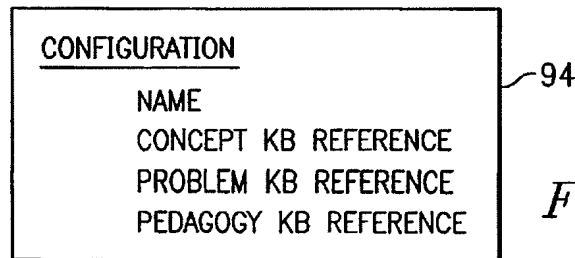 CONFIGURATION
94
NAME
CONCEPT KB REFERENCE
PROBLEM KB REFERENCE
PEDAGOGY KB REFERENCE
F